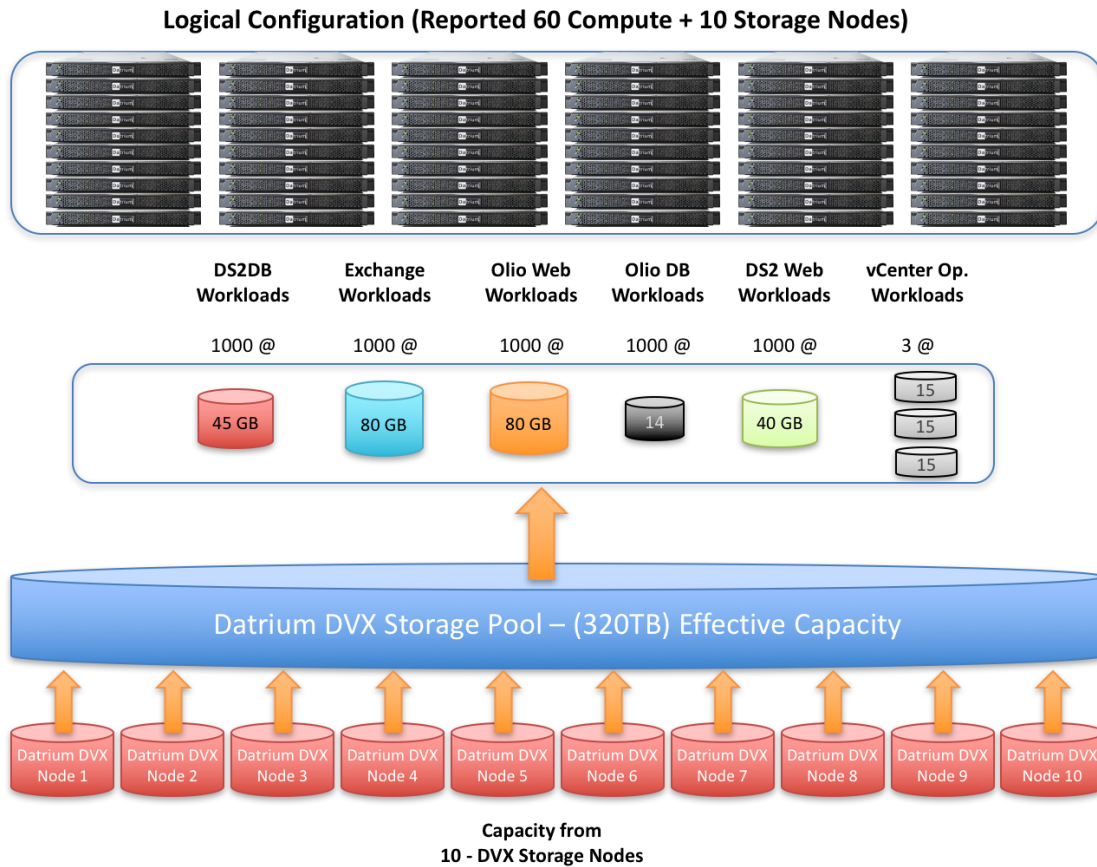 Logical Configuration (Reported 60 Compute + 10 Storage Nodes)
DS2DB Workloads
Exchange Workloads
Olio Web Workloads
Olio DB Workloads
DS2 Web Workloads
vCenter Op. Workloads
1000 @
1000 @
1000 @
1000 @
1000 @
3 @
45 GB
80 GB
80 GB
14
40 GB
15
15
15
Datrium DVX Storage Pool – (320TB) Effective Capacity
Datrium DVX
Node 1
Datrium DVX
Node 2
Datrium DVX
Node 3
Datrium DVX
Node 4
Datrium DVX
Node 5
Datrium DVX
Node 6
Datrium DVX
Node 7
Datrium DVX
Node 8
Datrium DVX
Node 9
Datrium DVX
Node 10
Capacity from
10 - DVX Storage Nodes